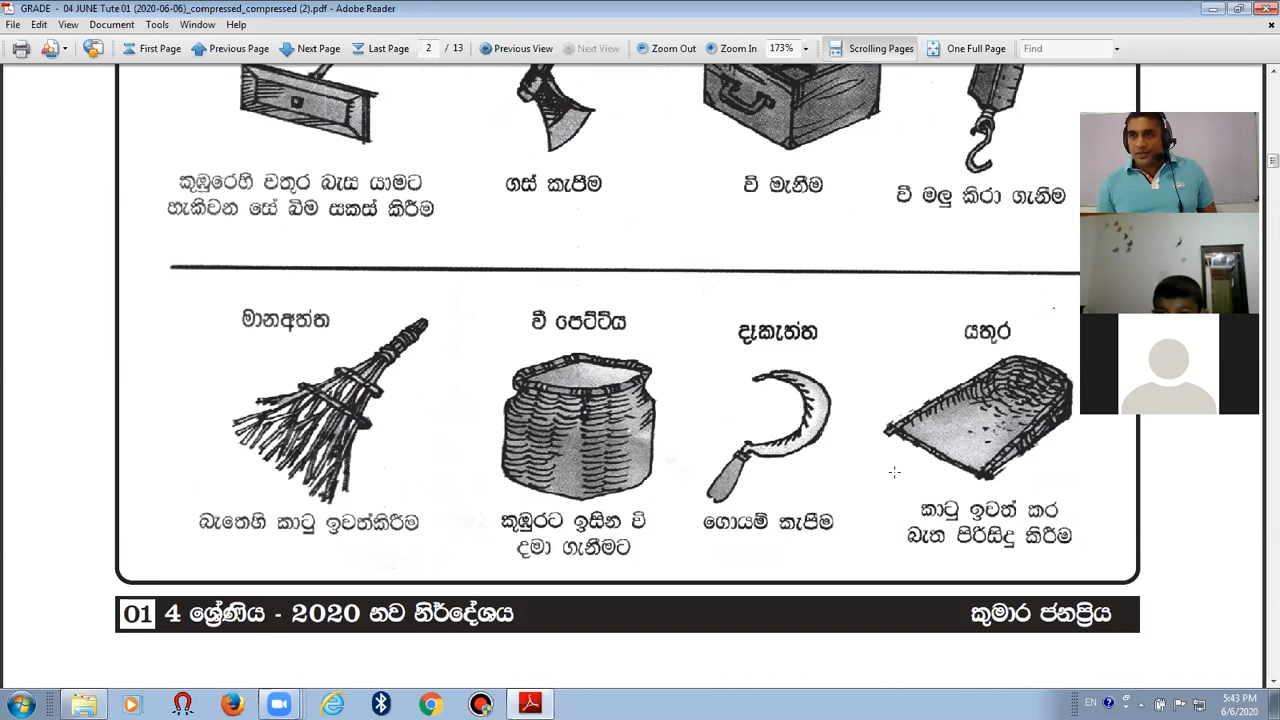 GRADE - 04 JUNE Tute 01 (2020-06-06)_compressed_compressed (2).pdf - Adobe Reader
File Edit View Document Tools Window Help
First Page Previous Page Next Page Last Page 2 / 13 Previous View Next View Zoom Out Zoom In 173% Scrolling Pages One Full Page Find
කුඹුරෙහි වතුර බැස යාමට
හැකිවන සේ බිම සකස් කිරීම
ගස් කැපීම
වි මැනීම
වී මලු කිරා ගැනීම
මානඅත්ත
වී පෙට්ටිය
දෑකැත්ත
යතුර
බැතෙහි කාටු ඉවත්කිරීම
කුඹුරට ඉසින වි
දමා ගැනීමට
ගොයම් කැපීම
කාටු ඉවත් කර
බැත පිරිසිදු කිරීම
01 4 ශ්‍රේණිය - 2020 නව නිර්දේශය
කුමාර ජනප්‍රිය
EN
5:43 PM
6/6/2020